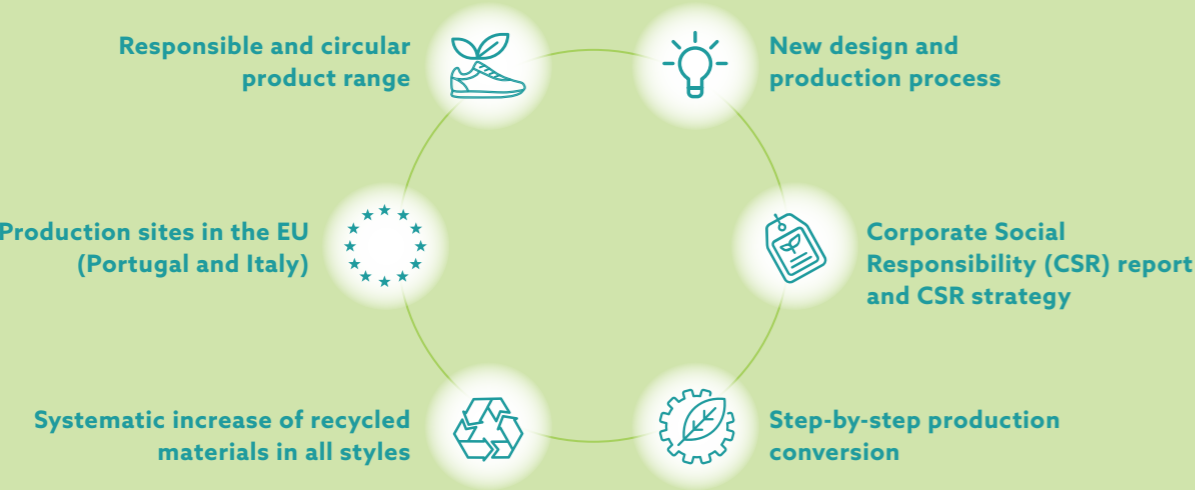 Responsible and circular
product range
New design and
production process
Production sites in the EU
(Portugal and Italy)
Corporate Social
Responsibility (CSR) report
and CSR strategy
Systematic increase of recycled
materials in all styles
Step-by-step production
conversion